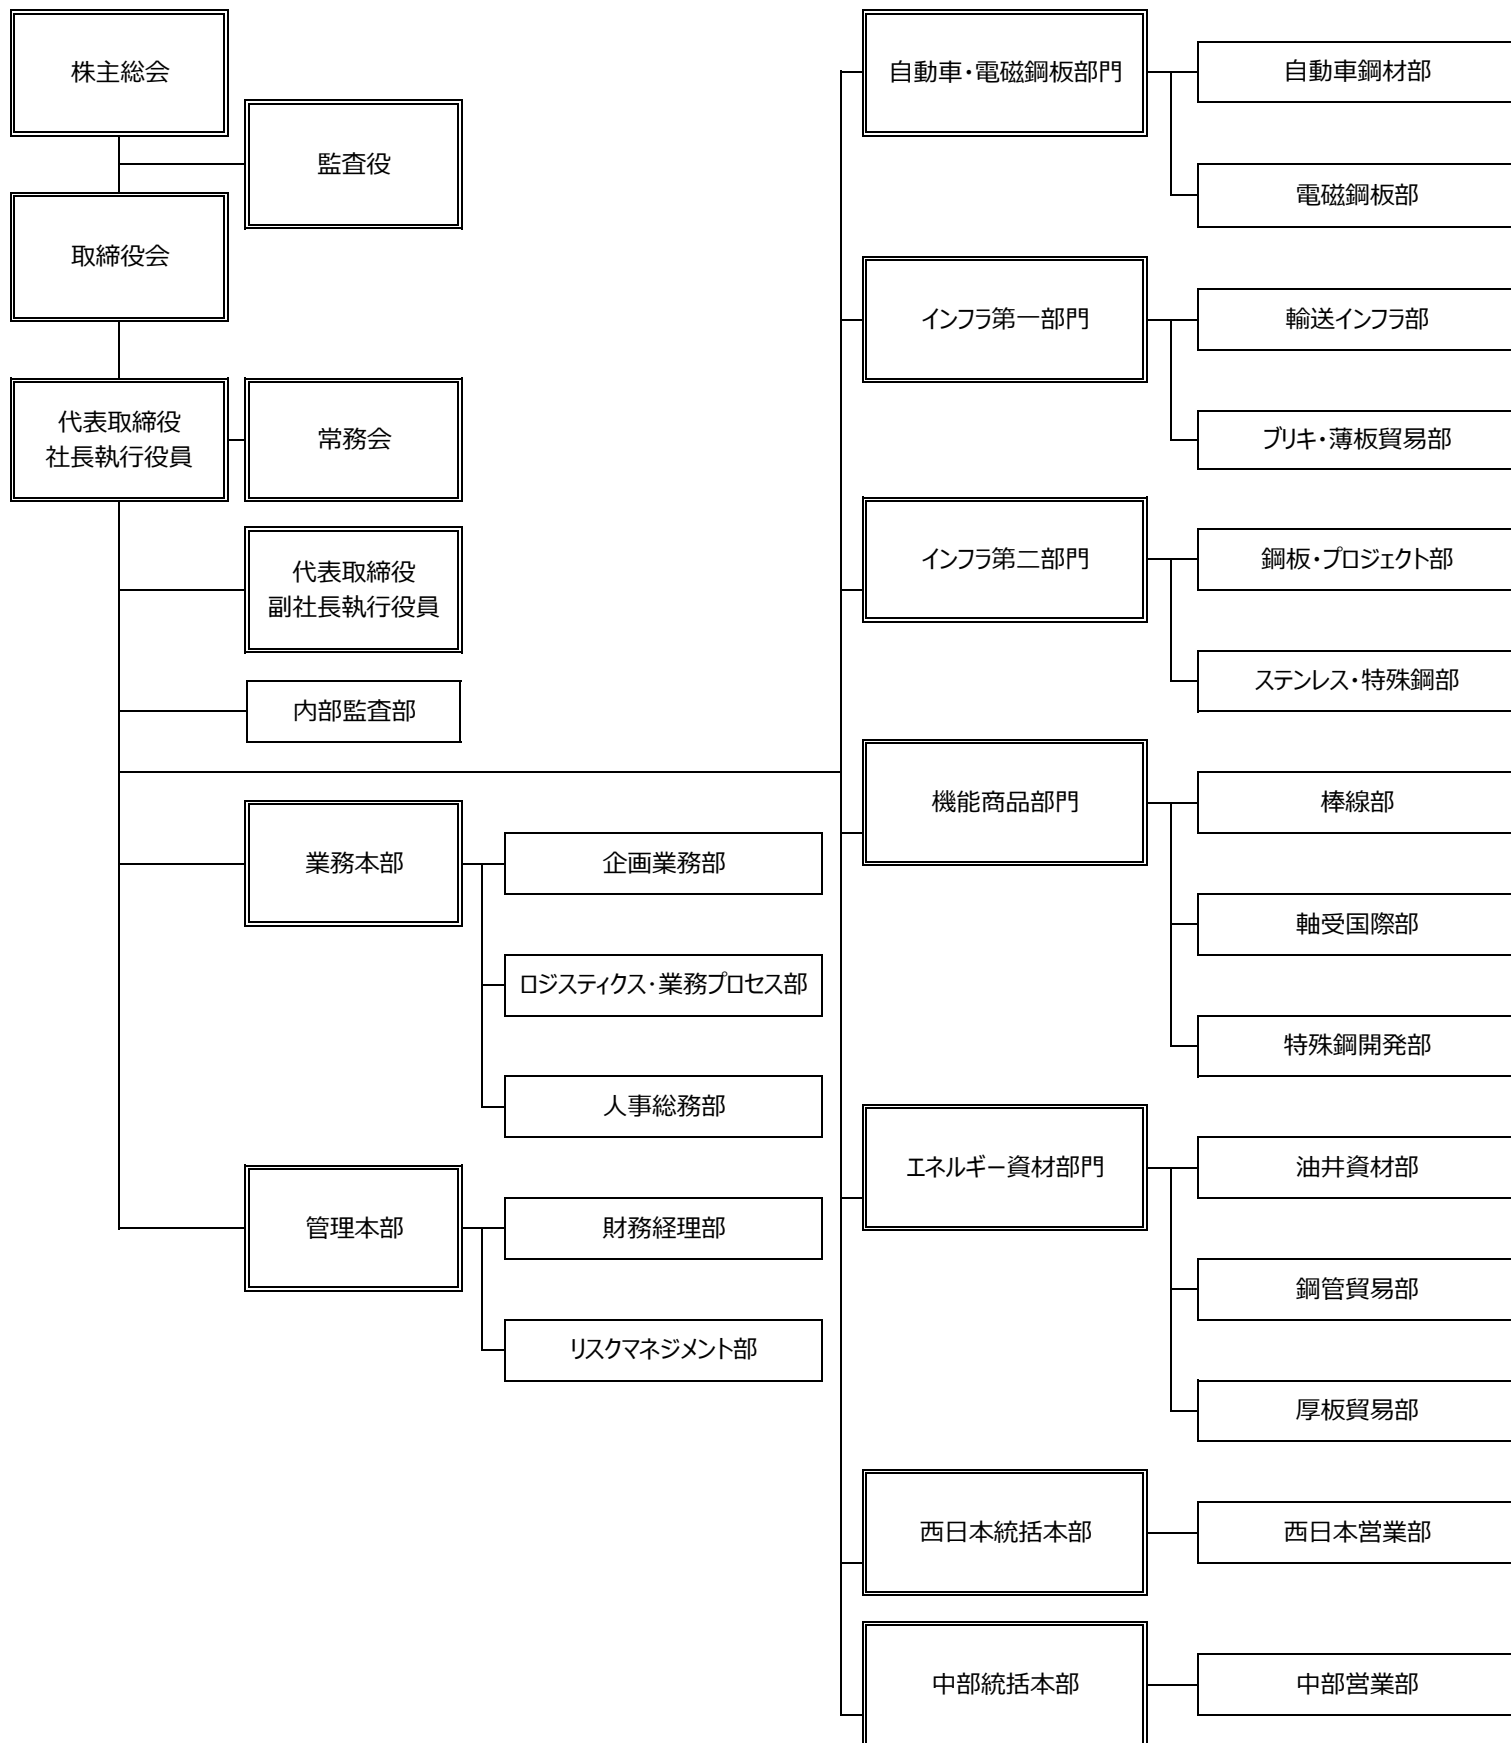 株主総会
監査役
取締役会
代表取締役
社長執行役員
常務会
代表取締役
副社長執行役員
内部監査部
業務本部
企画業務部
ロジスティクス・業務プロセス部
人事総務部
管理本部
財務経理部
リスクマネジメント部
自動車・電磁鋼板部門
自動車鋼材部
電磁鋼板部
インフラ第一部門
輸送インフラ部
ブリキ・薄板貿易部
インフラ第二部門
鋼板・プロジェクト部
ステンレス・特殊鋼部
機能商品部門
棒線部
軸受国際部
特殊鋼開発部
エネルギー資材部門
油井資材部
鋼管貿易部
厚板貿易部
西日本統括本部
西日本営業部
中部統括本部
中部営業部